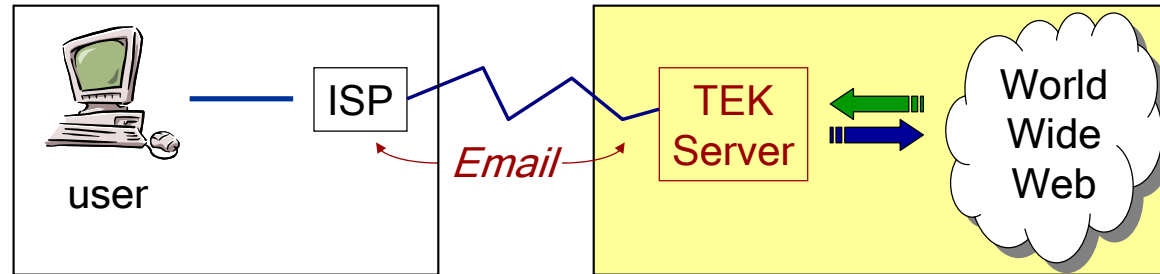 user
ISP
Email
TEK
Server
World
Wide
Web